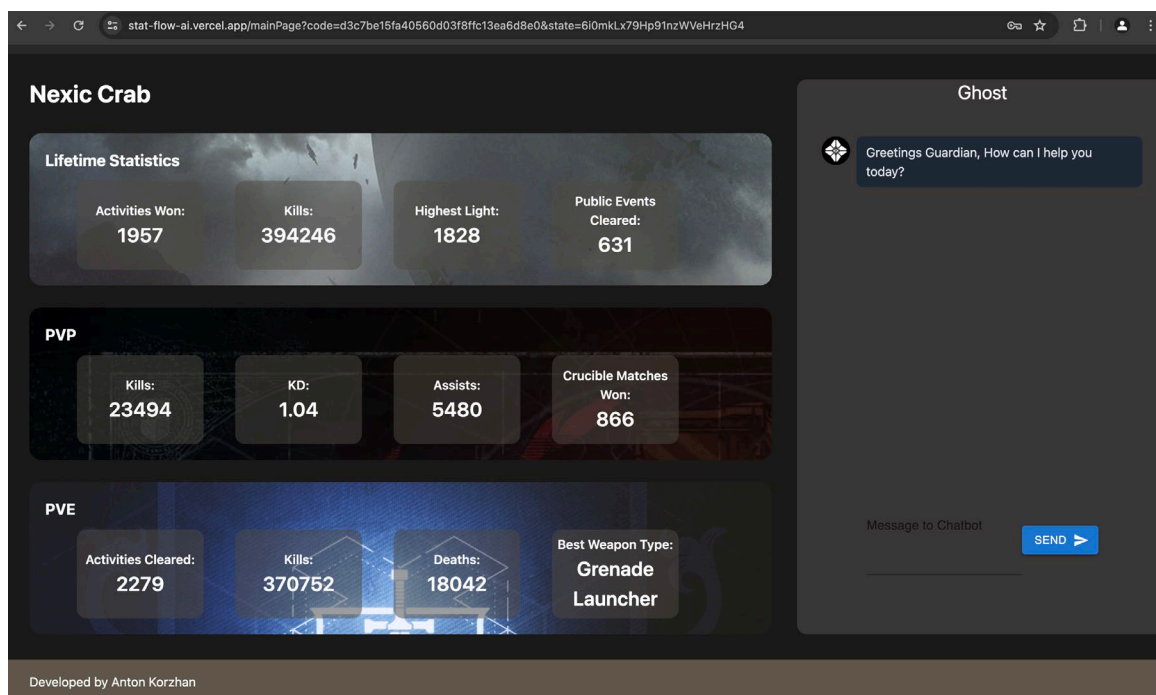 stat-flow-ai.vercel.app/mainPage?code=d3c7be15fa40560d03f8ffc13ea6d8e0&state=6i0mkLx79Hp91nzWVeHrzHG4
Nexic Crab
Lifetime Statistics
Activities Won:
1957
Kills:
394246
Highest Light:
1828
Public Events
Cleared:
631
PVP
Kills:
23494
KD:
1.04
Assists:
5480
Crucible Matches
Won:
866
PVE
Activities Cleared:
2279
Kills:
370752
Deaths:
18042
Best Weapon Type:
Grenade
Launcher
Ghost
Greetings Guardian, How can I help you
today?
Message to Chatbot
SEND
Developed by Anton Korzhan